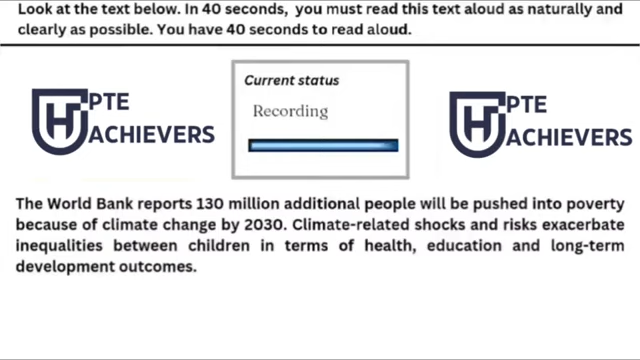 Look at the text below. In 40 seconds, you must read this text aloud as naturally and
clearly as possible. You have 40 seconds to read aloud.
Current status
Recording
H PTE
ACHIEVERS
H PTE
ACHIEVERS
The World Bank reports 130 million additional people will be pushed into poverty
because of climate change by 2030. Climate-related shocks and risks exacerbate
inequalities between children in terms of health, education and long-term
development outcomes.